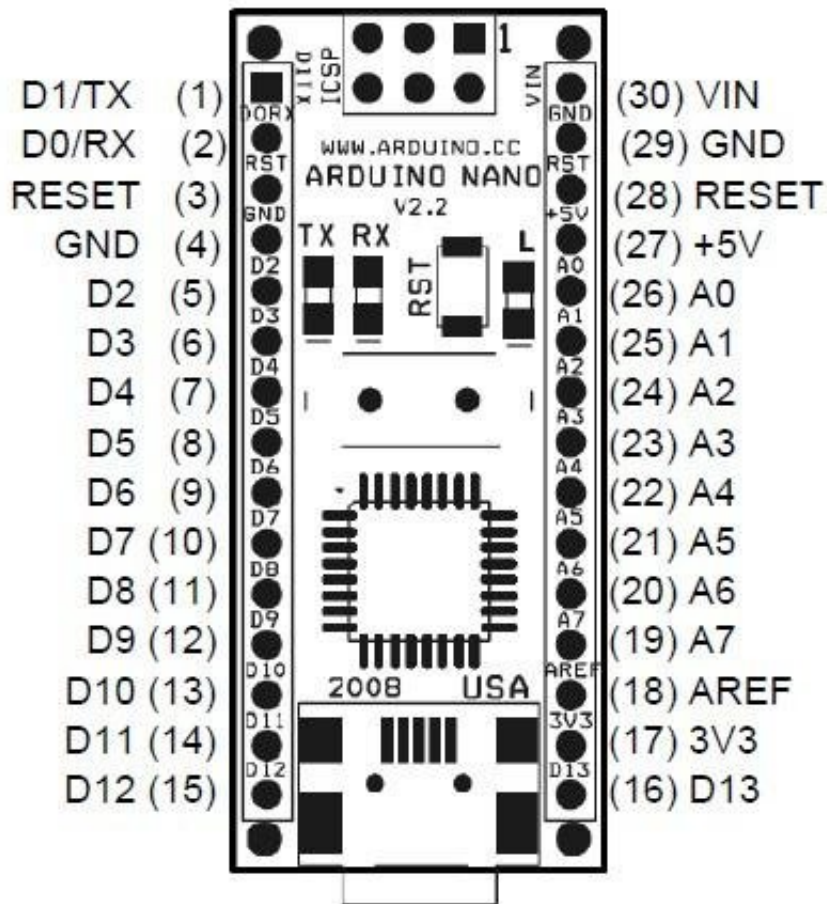 D1/TX (1)
D0/RX (2)
RESET (3)
GND (4)
D2 (5)
D3 (6)
D4 (7)
D5 (8)
D6 (9)
D7 (10)
D8 (11)
D9 (12)
D10 (13)
D11 (14)
D12 (15)
D1TX
DORX
RST
GND
D2
D3
D4
D5
D6
D7
D8
D9
D10
D11
D12
ICSP
1
WWW.ARDUINO.CC
ARDUINO NANO
V2.2
TX RX
RST
L
2008 USA
VIN
GND
RST
+5V
A0
A1
A2
A3
A4
A5
A6
A7
AREF
3V3
D13
(30) VIN
(29) GND
(28) RESET
(27) +5V
(26) A0
(25) A1
(24) A2
(23) A3
(22) A4
(21) A5
(20) A6
(19) A7
(18) AREF
(17) 3V3
(16) D13